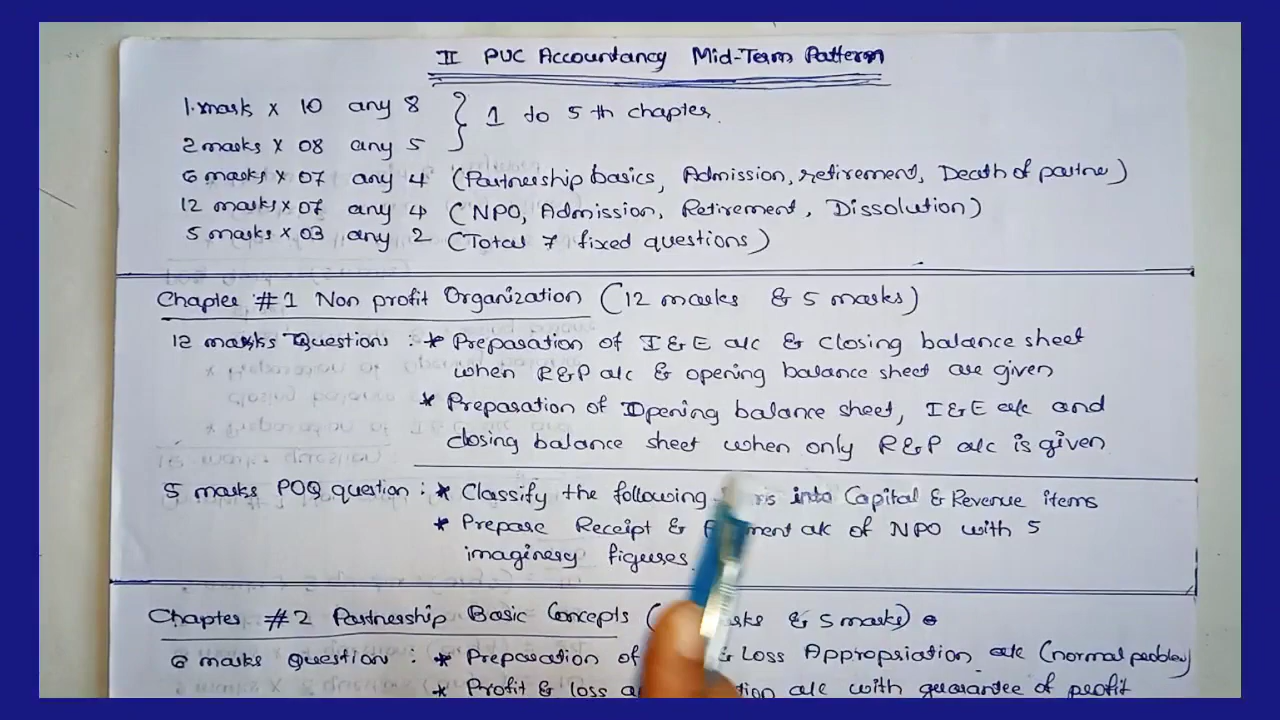 II PUC Accountancy Mid-Term Pattern
1 mark x 10 any 8 } 1 to 5 th chapter.
2 marks x 08 any 5
6 marks x 07 any 4 (Partnership basics, Admission, retirement, Death of partne)
12 marks x 07 any 4 (NPO, Admission, Retirement, Dissolution)
5 marks x 03 any 2 (Total 7 fixed questions)
Chapter #1 Non profit Organization (12 marks & 5 marks)
12 marks Questions : * Preparation of I&E a/c & closing balance sheet
when R&P a/c & opening balance sheet are given
* Preparation of Opening balance sheet, I&E a/c and
closing balance sheet when only R&P a/c is given
5 marks POQ question : * Classify the following into Capital & Revenue items
* Prepare Receipt & a/c of NPO with 5
imaginery figures.
Chapter #2 Partnership Basic Concepts ( & 5 marks)
6 marks Question : * Preparation of & Loss Appropriation a/c (normal problem)
* Profit & loss a/c with guarantee of profit